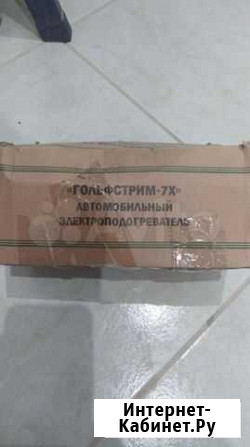 «ГОЛЬФСТРИМ-7Х»
АВТОМОБИЛЬНЫЙ
ЭЛЕКТРОПОДОГРЕВАТЕЛЬ
Интернет-
Кабинет.Ру